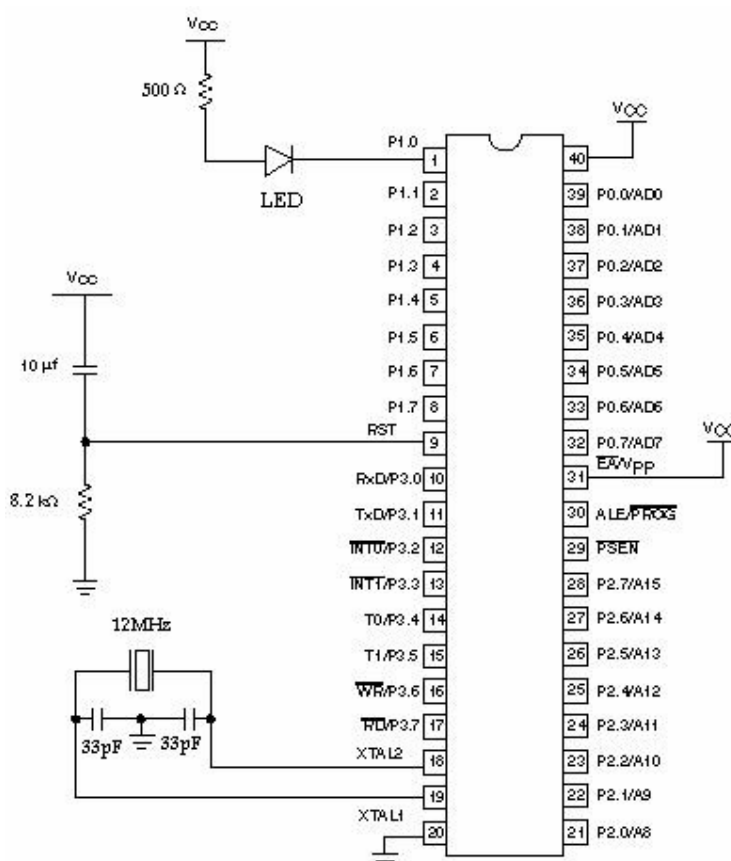 VCC
500 Ω
LED
P1.0
1
P1.1 2
P1.2 3
P1.3 4
P1.4 5
P1.5 6
P1.6 7
P1.7 8
RST
9
RxD/P3.0 10
TxD/P3.1 11
INT0/P3.2 12
INT1/P3.3 13
T0/P3.4 14
T1/P3.5 15
WR/P3.6 16
RD/P3.7 17
XTAL2
18
19
XTAL1
20
VCC
10 µf
8.2 kΩ
12MHz
33pF 33pF
VCC
40
39 P0.0/AD0
38 P0.1/AD1
37 P0.2/AD2
36 P0.3/AD3
35 P0.4/AD4
34 P0.5/AD5
33 P0.6/AD6
32 P0.7/AD7
VCC
EA/VPP
31
30 ALE/PROG
29 PSEN
28 P2.7/A15
27 P2.6/A14
26 P2.5/A13
25 P2.4/A12
24 P2.3/A11
23 P2.2/A10
22 P2.1/A9
21 P2.0/A8